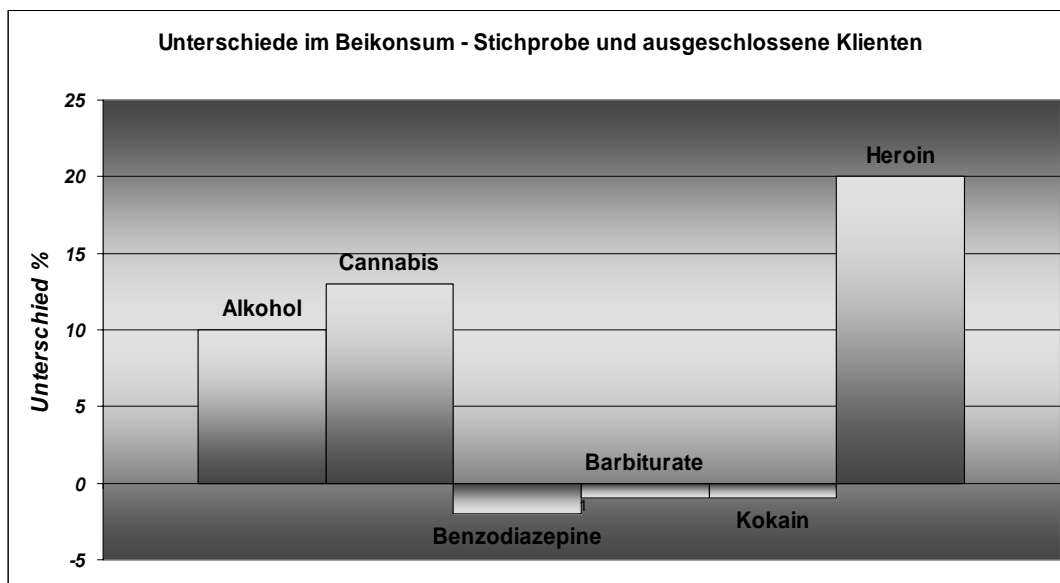 Unterschiede im Beikonsum - Stichprobe und ausgeschlossene Klienten
25
20
15
10
5
0
-5
Unterschied %
Alkohol
Cannabis
Benzodiazepine
Barbiturate
Kokain
Heroin
1